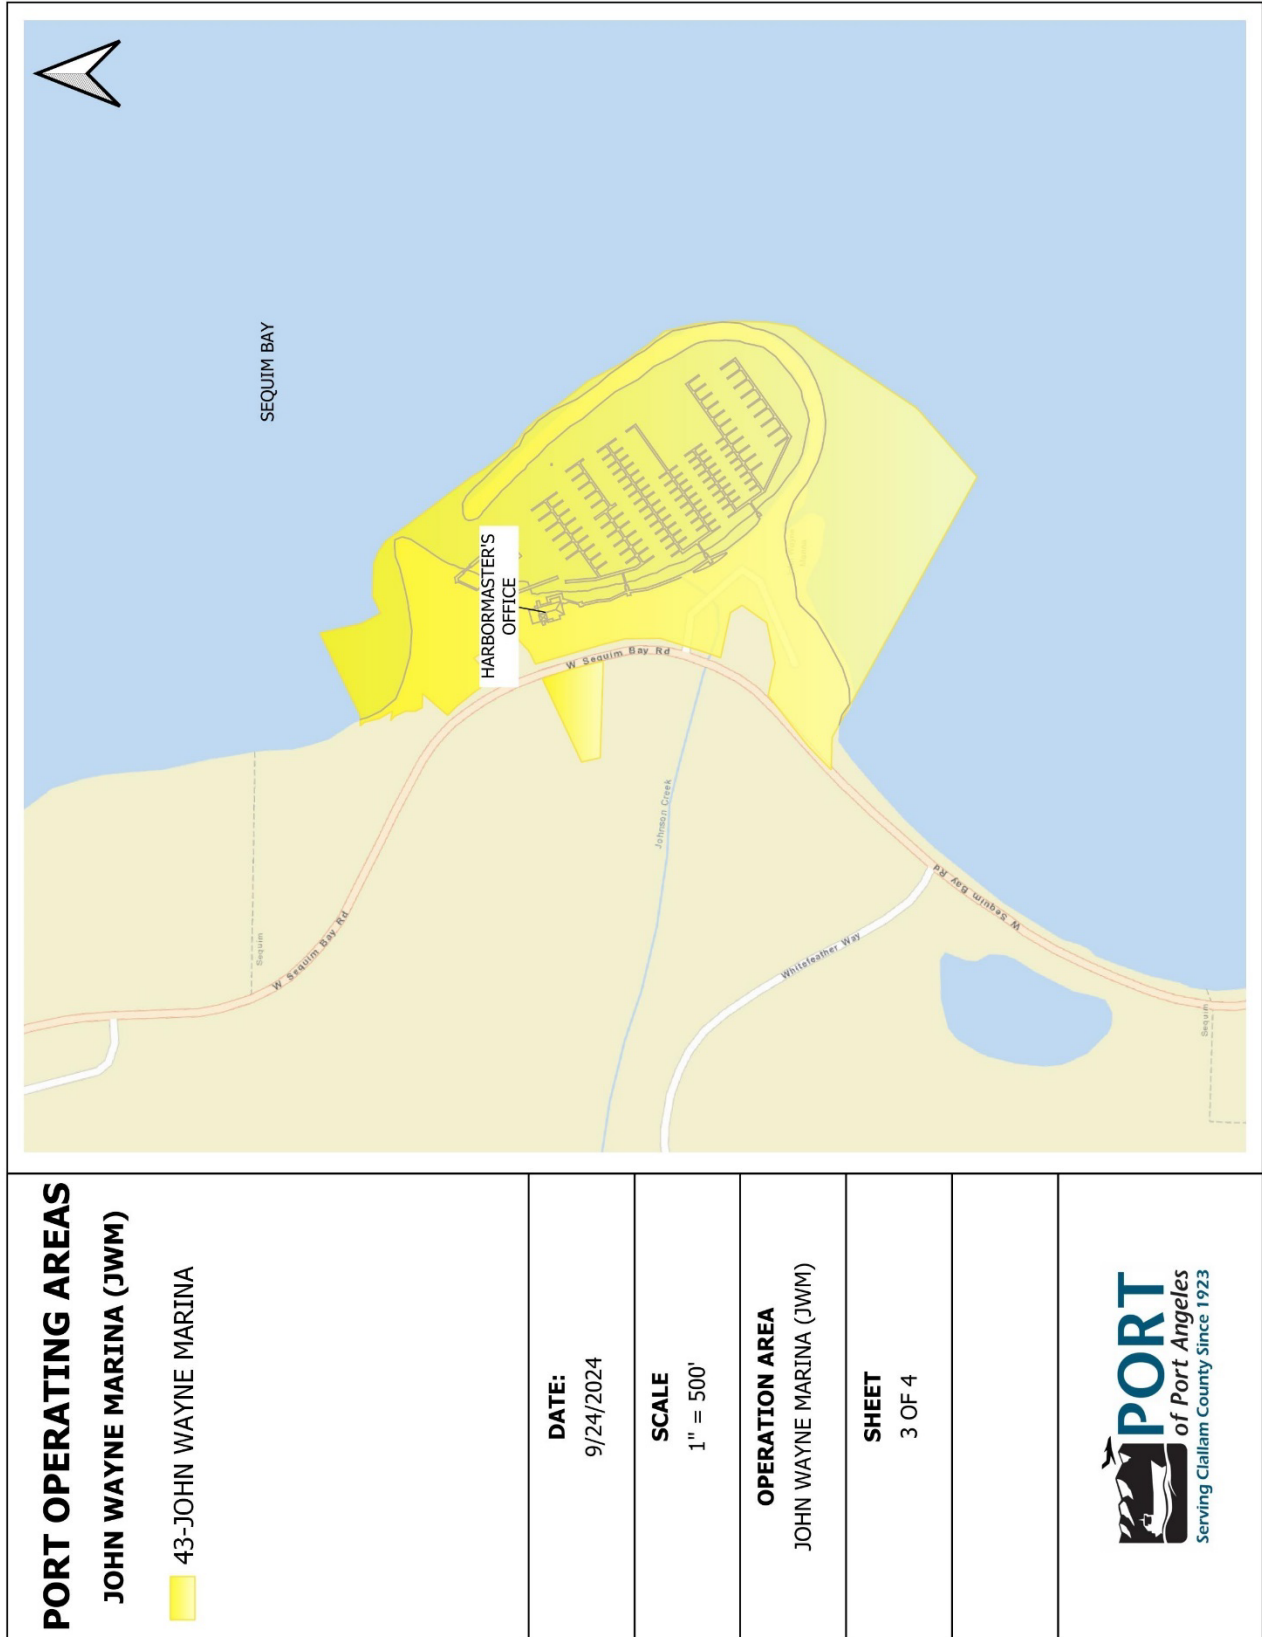 PORT OPERATING AREAS
JOHN WAYNE MARINA (JWM)
43-JOHN WAYNE MARINA
DATE:
9/24/2024
SCALE
1" = 500'
OPERATION AREA
JOHN WAYNE MARINA (JWM)
SHEET
3 OF 4
PORT
of Port Angeles
Serving Clallam County Since 1923
SEQUIM BAY
HARBORMASTER'S
OFFICE
W Sequim Bay Rd
Sequim
W Sequim Bay Rd
Johnson Creek
Whitefeather Way
W Sequim Bay Rd
Sequim